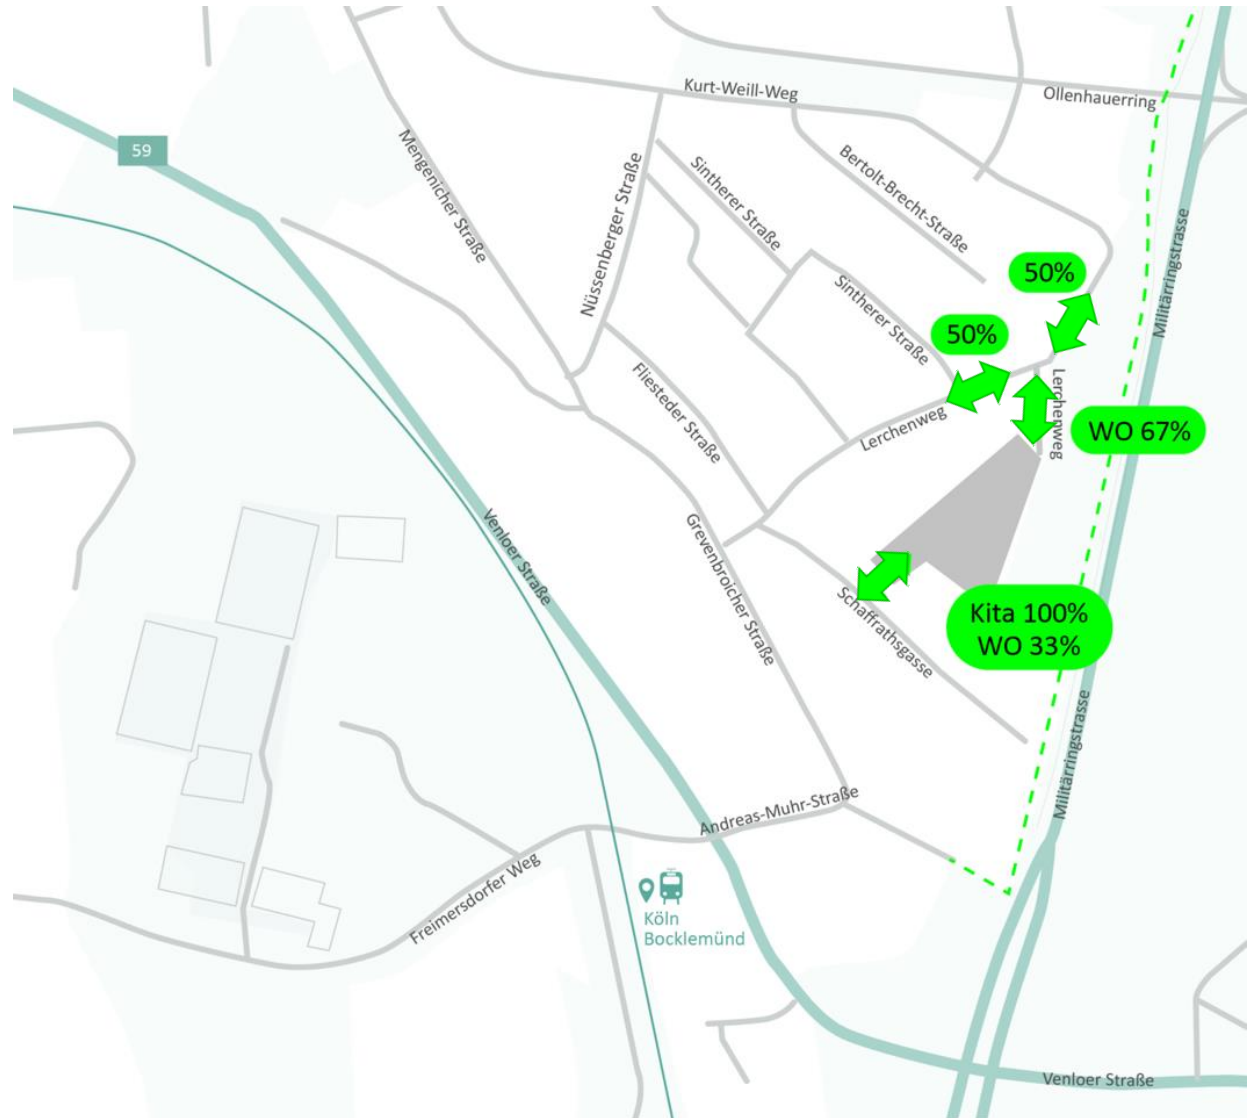 Kurt-Weill-Weg
Ollenhauerring
59
Mengenicher Straße
Nüssenberger Straße
Sintherer Straße
Bertolt-Brecht-Straße
Militärringstrasse
50%
Sintherer Straße
50%
Fliesteder Straße
Lerchenweg
Lerchenweg
WO 67%
Venloer Straße
Grevenbroicher Straße
Schaffrathsgasse
Kita 100%
WO 33%
Militärringstrasse
Andreas-Muhr-Straße
Freimersdorfer Weg
Köln
Bocklemünd
Venloer Straße